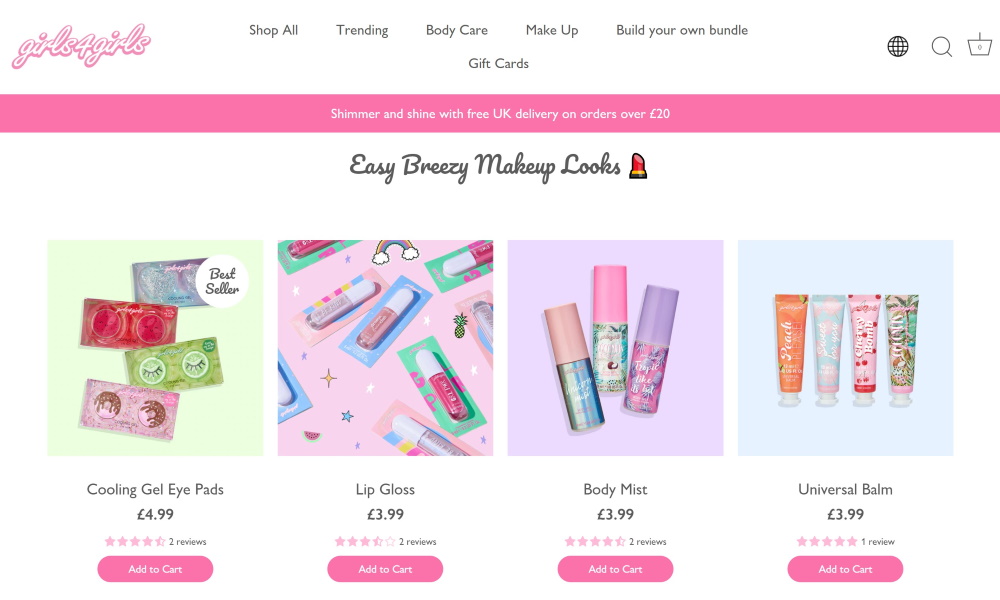 girls4girls
Shop All Trending Body Care Make Up Build your own bundle
Gift Cards
0
Shimmer and shine with free UK delivery on orders over £20
Easy Breezy Makeup Looks
Best
Seller
Peach
Cherry
Bomb
Cooling Gel Eye Pads
£4.99
2 reviews
Add to Cart
Lip Gloss
£3.99
2 reviews
Add to Cart
Body Mist
£3.99
2 reviews
Add to Cart
Universal Balm
£3.99
1 review
Add to Cart